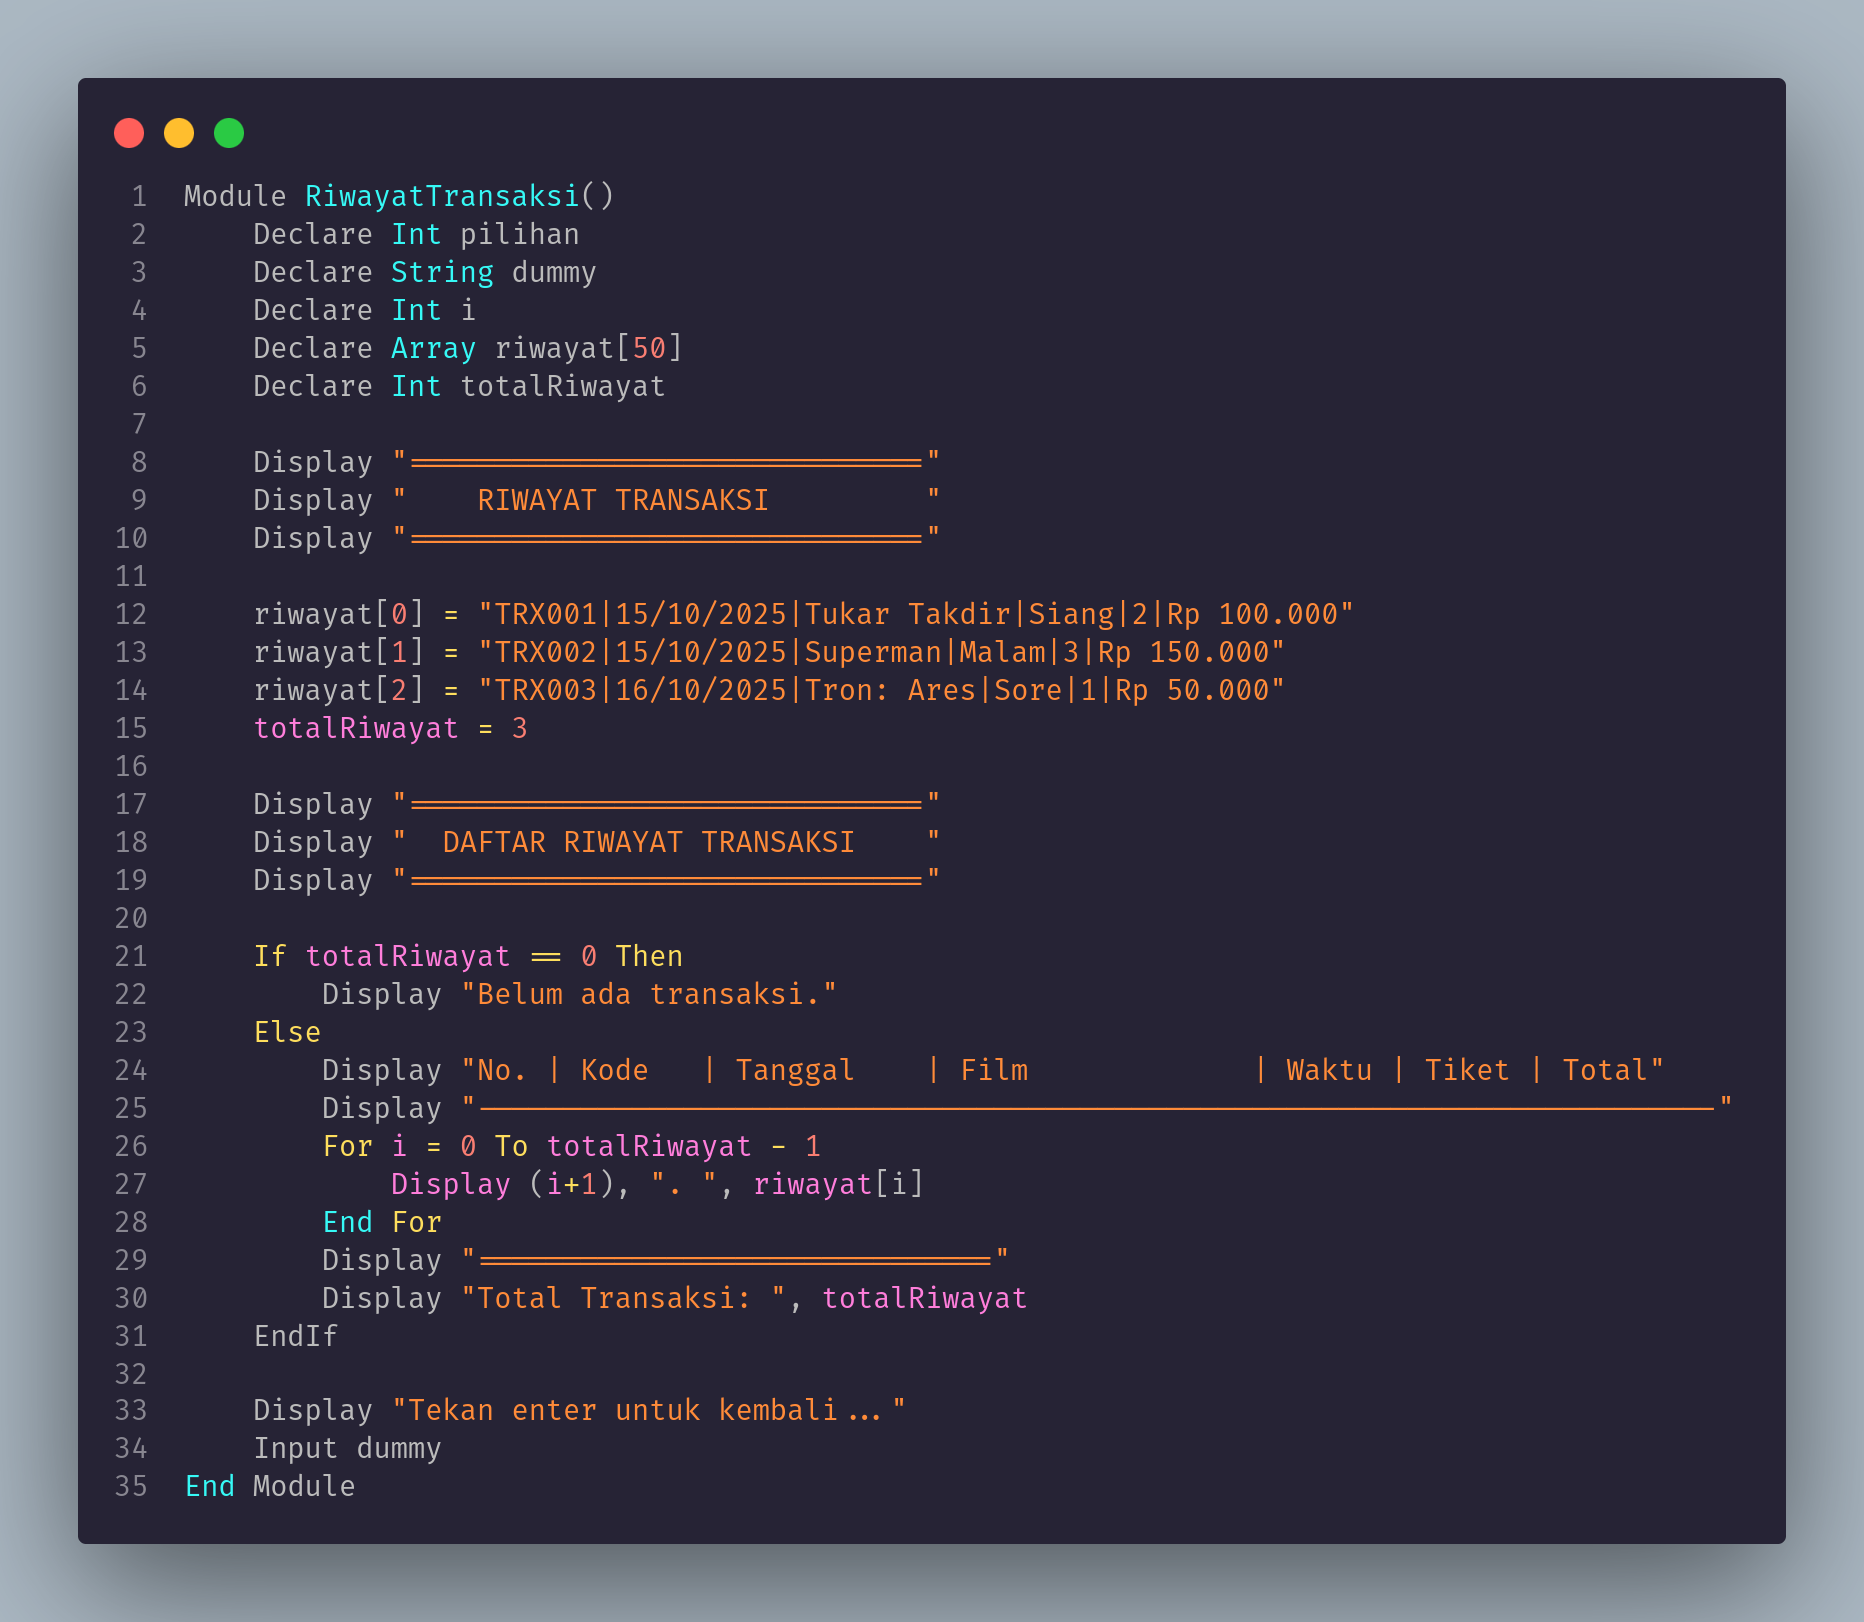 1 Module RiwayatTransaksi()
2     Declare Int pilihan
3     Declare String dummy
4     Declare Int i
5     Declare Array riwayat[50]
6     Declare Int totalRiwayat
7
8     Display "=============================="
9     Display "    RIWAYAT TRANSAKSI         "
10     Display "=============================="
11
12     riwayat[0] = "TRX001|15/10/2025|Tukar Takdir|Siang|2|Rp 100.000"
13     riwayat[1] = "TRX002|15/10/2025|Superman|Malam|3|Rp 150.000"
14     riwayat[2] = "TRX003|16/10/2025|Tron: Ares|Sore|1|Rp 50.000"
15     totalRiwayat = 3
16
17     Display "=============================="
18     Display "  DAFTAR RIWAYAT TRANSAKSI    "
19     Display "=============================="
20
21     If totalRiwayat == 0 Then
22         Display "Belum ada transaksi."
23     Else
24         Display "No. | Kode   | Tanggal    | Film             | Waktu | Tiket | Total"
25         Display "------------------------------------------------------------------------"
26         For i = 0 To totalRiwayat - 1
27             Display (i+1), ". ", riwayat[i]
28         End For
29         Display "=============================="
30         Display "Total Transaksi: ", totalRiwayat
31     EndIf
32
33     Display "Tekan enter untuk kembali..."
34     Input dummy
35 End Module